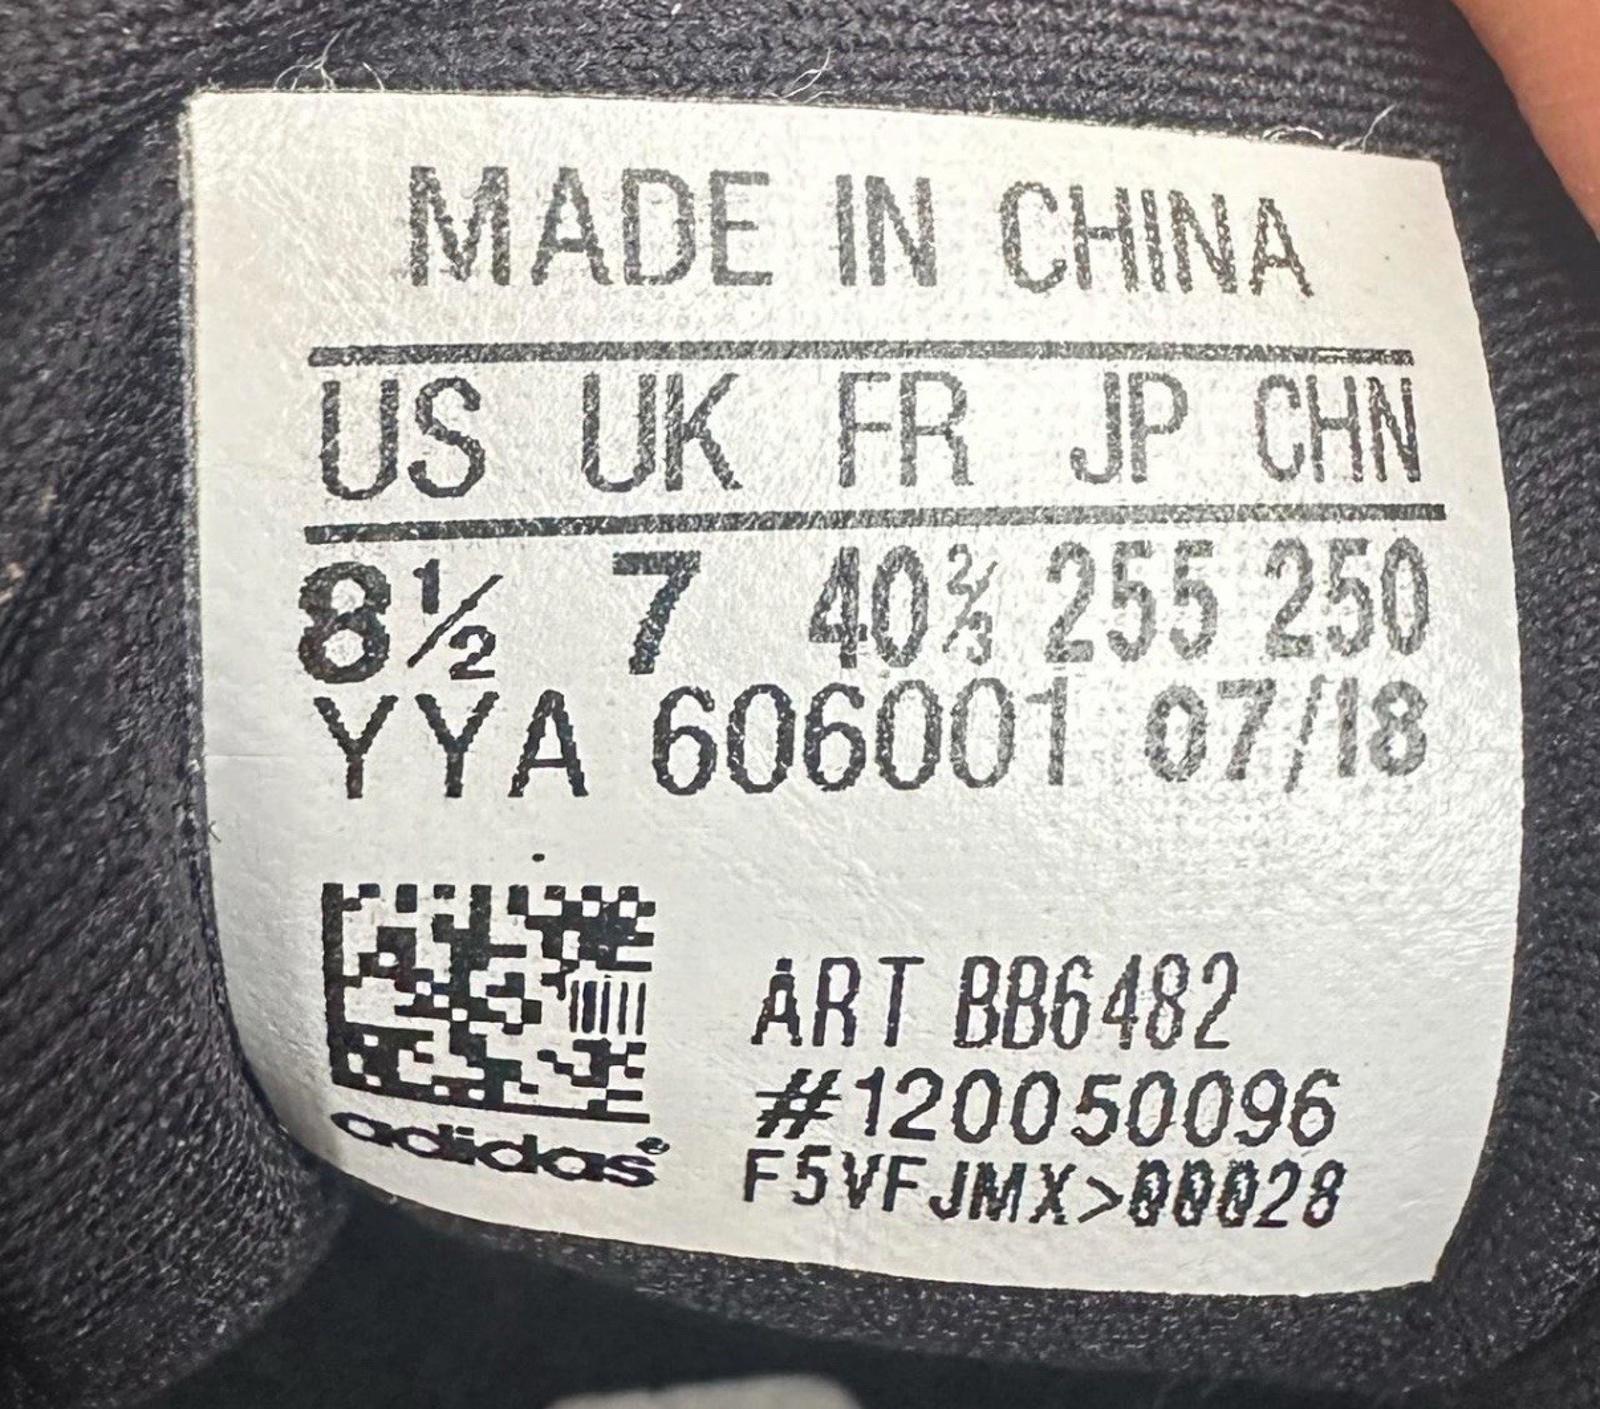 MADE IN CHINA
US UK FR JP CHN
8½ 7 40⅔ 255 250
YYA 606001 07/18
ART BB6482
#120050096
F5VFJMX>00028
adidas®